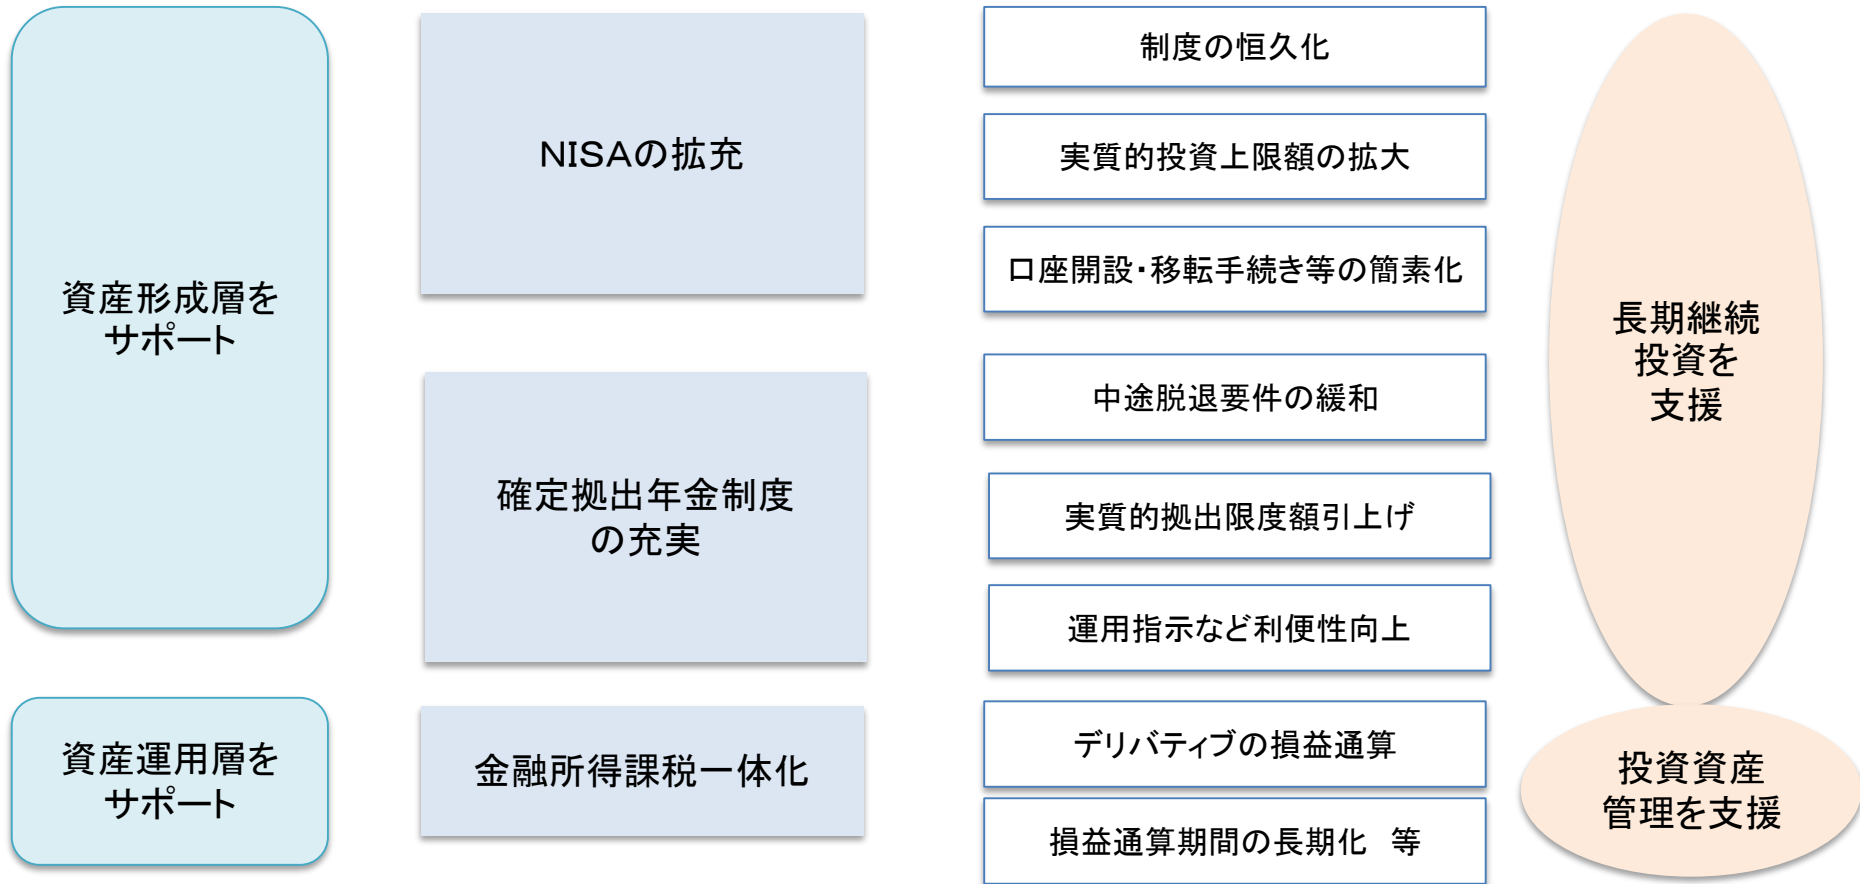 資産形成層を
サポート
NISAの拡充
制度の恒久化
実質的投資上限額の拡大
口座開設・移転手続き等の簡素化
確定拠出年金制度
の充実
中途脱退要件の緩和
実質的拠出限度額引上げ
運用指示など利便性向上
長期継続
投資を
支援
資産運用層を
サポート
金融所得課税一体化
デリバティブの損益通算
損益通算期間の長期化　等
投資資産
管理を支援